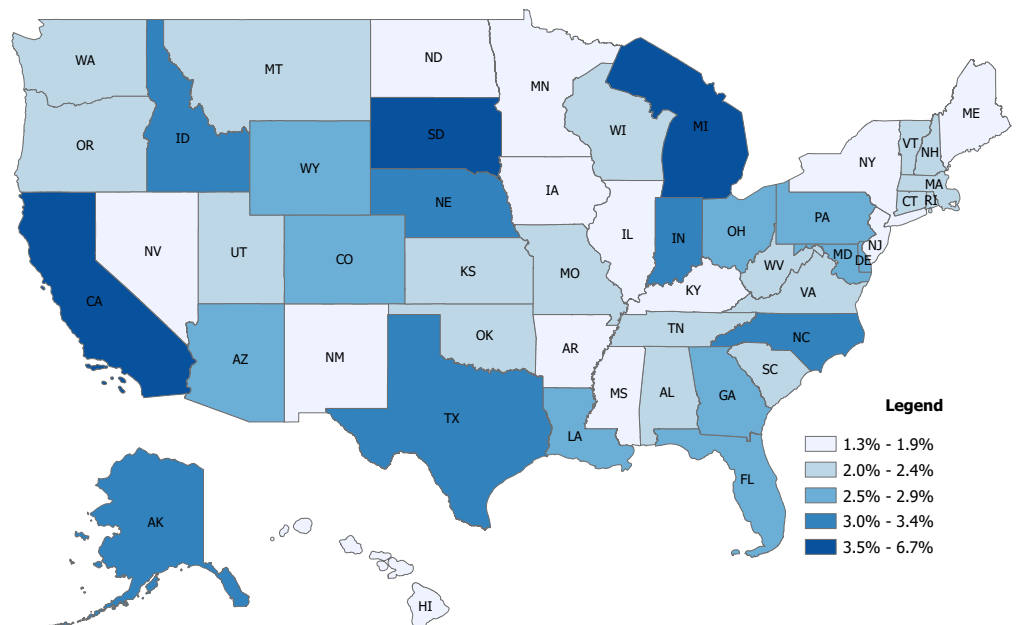 WA
MT
ND
MN
ME
OR
ID
SD
WI
MI
VT
NH
NY
WY
MA
IA
NE
CT
RI
PA
NV
UT
CO
IL
IN
OH
NJ
MD
DE
KS
MO
WV
VA
KY
CA
OK
TN
NC
AZ
NM
AR
SC
MS
AL
GA
TX
LA
FL
AK
HI
Legend
1.3% - 1.9%
2.0% - 2.4%
2.5% - 2.9%
3.0% - 3.4%
3.5% - 6.7%